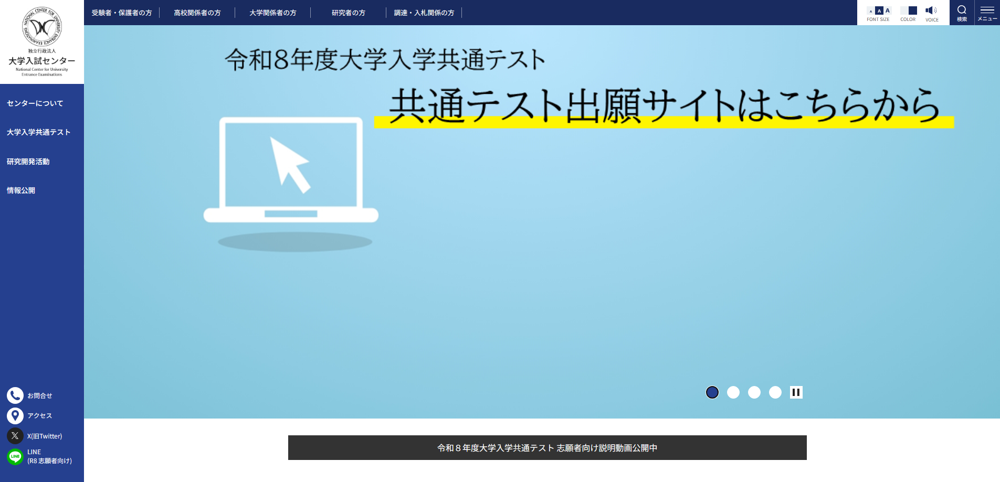 NATIONAL CENTER FOR UNIVERSITY ENTRANCE EXAMINATIONS
独立行政法人
大学入試センター
National Center for University
Entrance Examinations
受験者・保護者の方
高校関係者の方
大学関係者の方
研究者の方
調達・入札関係の方
A A A
FONT SIZE
COLOR
VOICE
検索
メニュー
センターについて
大学入学共通テスト
研究開発活動
情報公開
お問合せ
アクセス
X(旧Twitter)
LINE
LINE
(R8 志願者向け)
令和8年度大学入学共通テスト
共通テスト出願サイトはこちらから
令和８年度大学入学共通テスト 志願者向け説明動画公開中